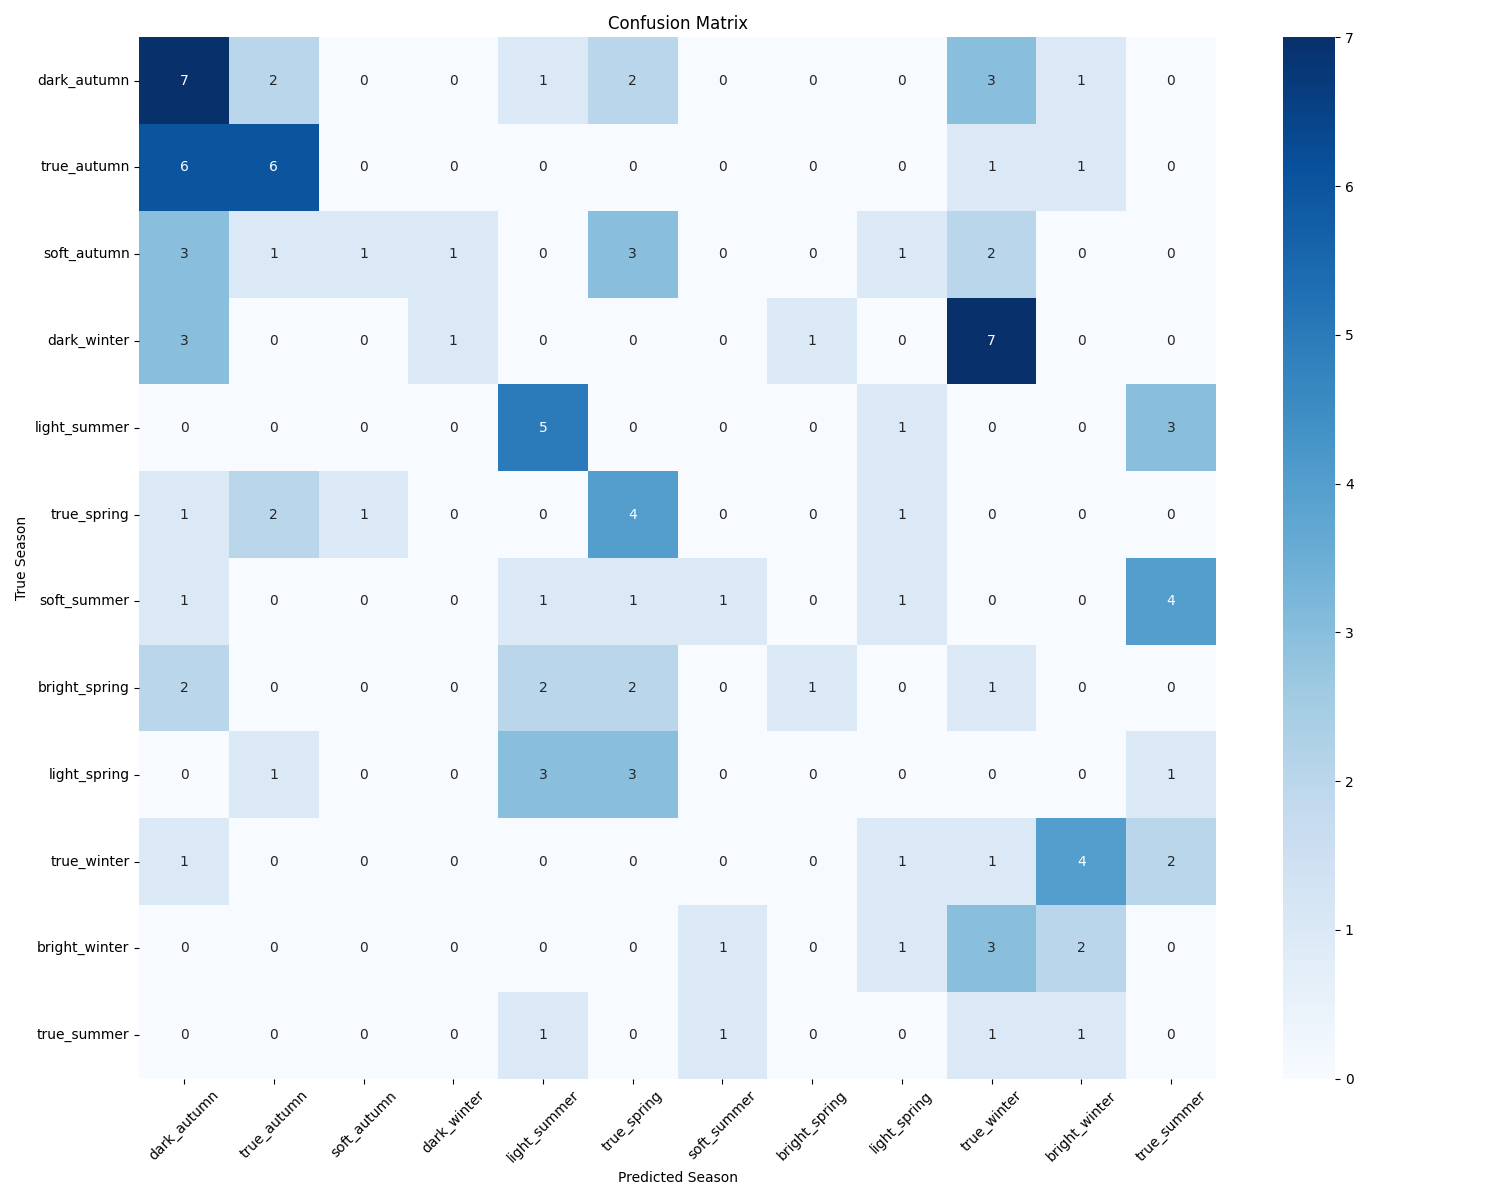 Confusion Matrix
dark_autumn 7 2 0 0 1 2 0 0 0 3 1 0
true_autumn 6 6 0 0 0 0 0 0 0 1 1 0
soft_autumn 3 1 1 1 0 3 0 0 1 2 0 0
dark_winter 3 0 0 1 0 0 0 1 0 7 0 0
light_summer 0 0 0 0 5 0 0 0 1 0 0 3
true_spring 1 2 1 0 0 4 0 0 1 0 0 0
soft_summer 1 0 0 0 1 1 1 0 1 0 0 4
bright_spring 2 0 0 0 2 2 0 1 0 1 0 0
light_spring 0 1 0 0 3 3 0 0 0 0 0 1
true_winter 1 0 0 0 0 0 0 0 1 1 4 2
bright_winter 0 0 0 0 0 0 1 0 1 3 2 0
true_summer 0 0 0 0 1 0 1 0 0 1 1 0
dark_autumn true_autumn soft_autumn dark_winter light_summer true_spring soft_summer bright_spring light_spring true_winter bright_winter true_summer
Predicted Season
True Season
7
6
5
4
3
2
1
0